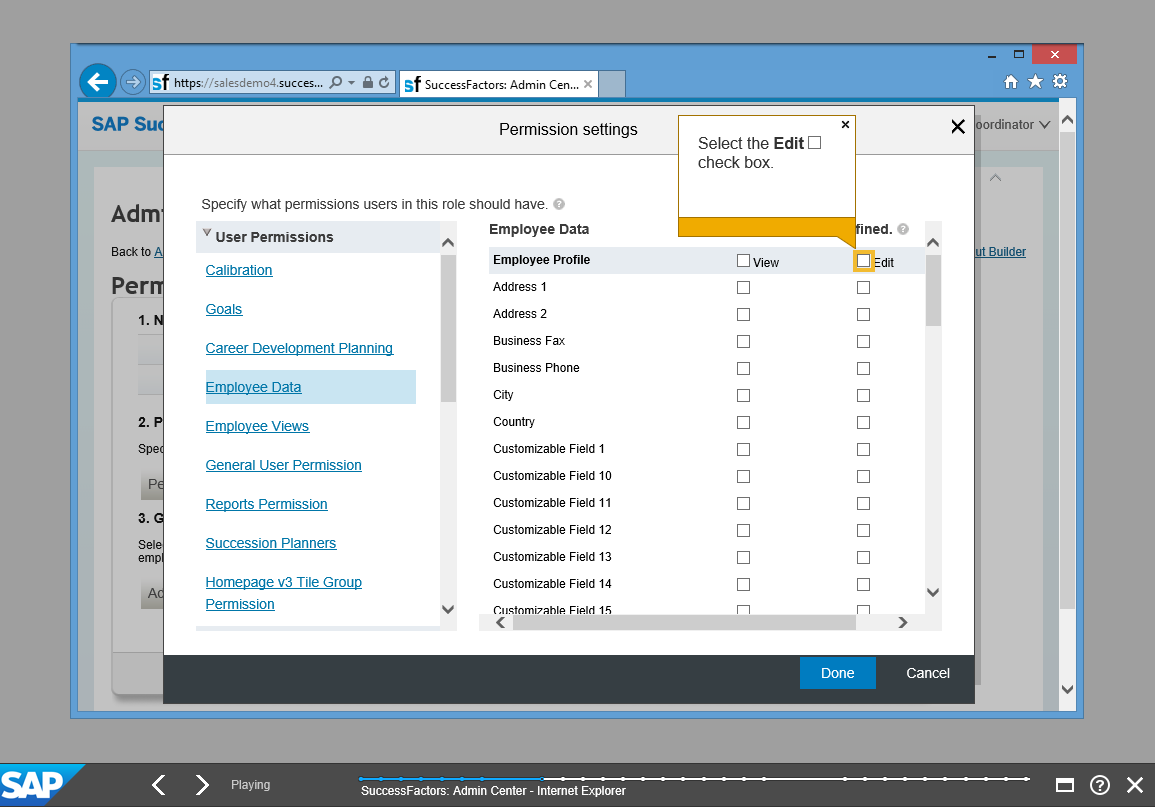 https://salesdemo4.succes...
SuccessFactors: Admin Cen...
SAP Suc
oordinator
Permission settings
Select the Edit
check box.
Specify what permissions users in this role should have.
Adm
Back to A
ut Builder
Perm
1. N
2. P
Spec
Pe
3. G
Sele
empl
Ad
User Permissions
Calibration
Goals
Career Development Planning
Employee Data
Employee Views
General User Permission
Reports Permission
Succession Planners
Homepage v3 Tile Group
Permission
Employee Data
fined.
Employee Profile View Edit
Address 1
Address 2
Business Fax
Business Phone
City
Country
Customizable Field 1
Customizable Field 10
Customizable Field 11
Customizable Field 12
Customizable Field 13
Customizable Field 14
Customizable Field 15
Done Cancel
SAP
Playing
SuccessFactors: Admin Center - Internet Explorer